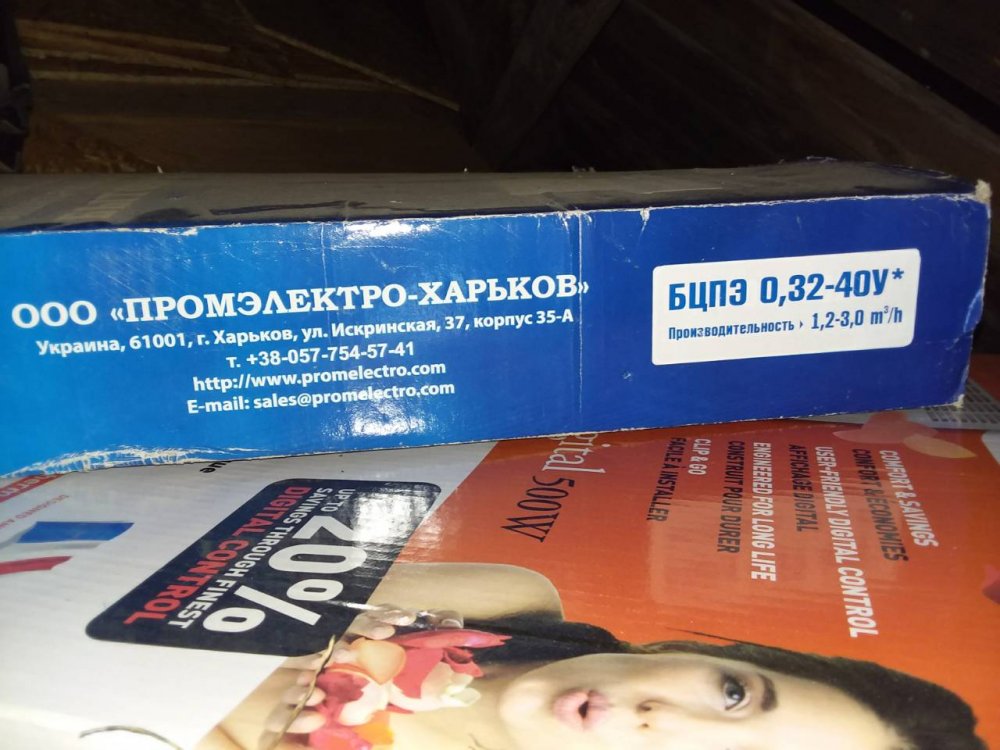 ООО «ПРОМЭЛЕКТРО-ХАРЬКОВ»
Украина, 61001, г. Харьков, ул. Искринская, 37, корпус 35-А
т. +38-057-754-57-41
http://www.promelectro.com
E-mail: sales@promelectro.com
БЦПЭ 0,32-40У*
Производительность 1,2-3,0 m³/h
500W
UP TO
20%
SAVINGS THROUGH FINEST
DIGITAL CONTROL
COMFORT & SAVINGS
CONFORT & ÉCONOMIES
USER-FRIENDLY DIGITAL CONTROL
AFFICHAGE DIGITAL
ENGINEERED FOR LONG LIFE
CONSTRUIT POUR DURER
CLIP & GO
FACILE À INSTALLER